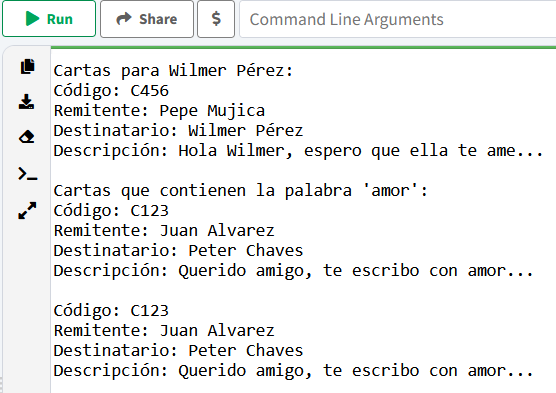 Run
Share
$
Command Line Arguments
Cartas para Wilmer Pérez:
Código: C456
Remitente: Pepe Mujica
Destinatario: Wilmer Pérez
Descripción: Hola Wilmer, espero que ella te ame...
Cartas que contienen la palabra 'amor':
Código: C123
Remitente: Juan Alvarez
Destinatario: Peter Chaves
Descripción: Querido amigo, te escribo con amor...
Código: C123
Remitente: Juan Alvarez
Destinatario: Peter Chaves
Descripción: Querido amigo, te escribo con amor...